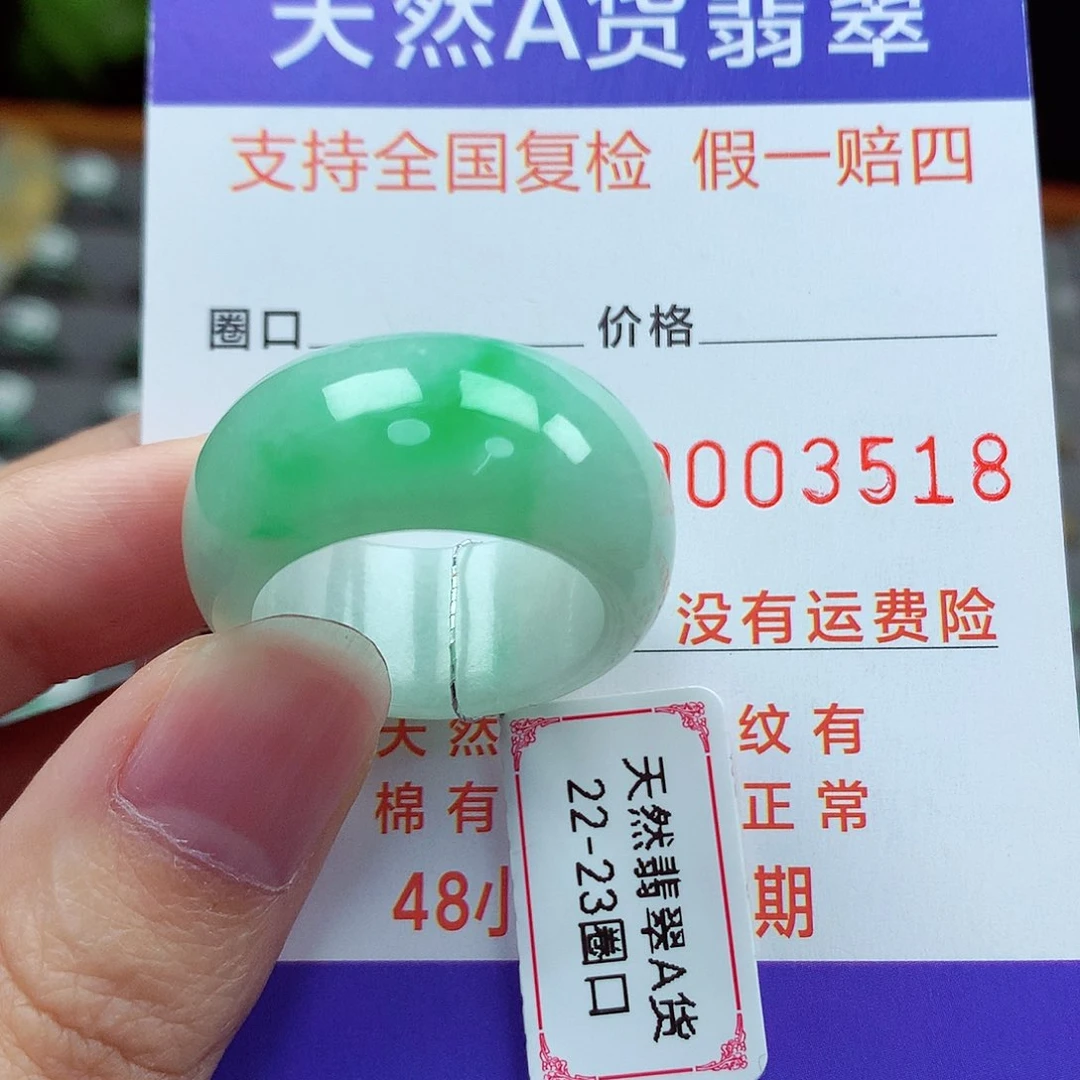 天然A货翡翠
支持全国复检 假一赔四
圈口 价格
0003518
没有运费险
天然 纹有
棉有 正常
48小 期
天然翡翠A货
22-23圈口